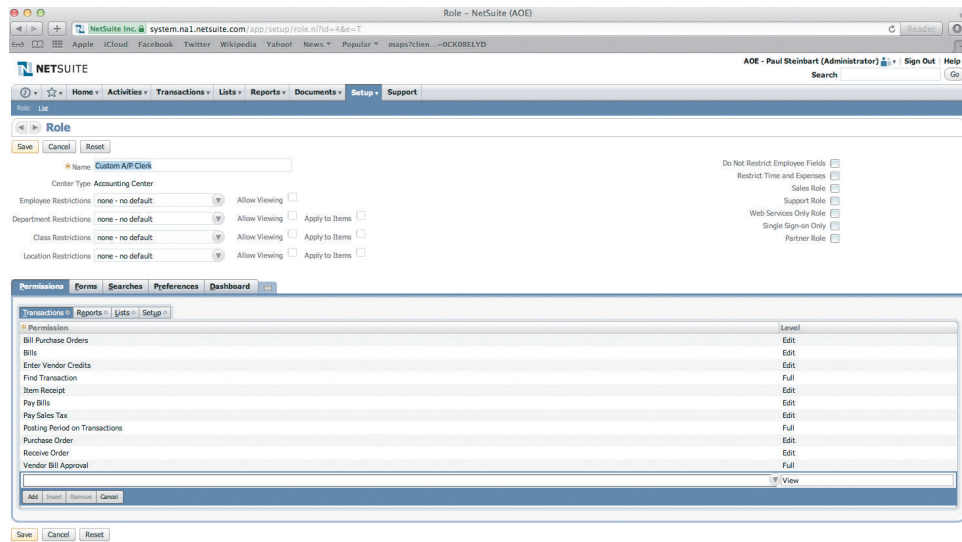 Role – NetSuite (AOE)
NetSuite Inc. system.na1.netsuite.com/app/setup/role.nl?id=4&e=T
Reader
Apple iCloud Facebook Twitter Wikipedia Yahoo! News Popular maps?clien...~0CK0BELYD
N NETSUITE
AOE - Paul Steinbart (Administrator) Sign Out Help
Search Go
Home Activities Transactions Lists Reports Documents Setup Support
Role: List
Role
Save Cancel Reset
* Name Custom A/P Clerk
Center Type Accounting Center
Employee Restrictions none - no default Allow Viewing
Department Restrictions none - no default Allow Viewing Apply to Items
Class Restrictions none - no default Allow Viewing Apply to Items
Location Restrictions none - no default Allow Viewing Apply to Items
Do Not Restrict Employee Fields
Restrict Time and Expenses
Sales Role
Support Role
Web Services Only Role
Single Sign-on Only
Partner Role
Permissions Forms Searches Preferences Dashboard
Transactions Reports Lists Setup
* Permission Level
Bill Purchase Orders Edit
Bills Edit
Enter Vendor Credits Edit
Find Transaction Full
Item Receipt Edit
Pay Bills Edit
Pay Sales Tax Edit
Posting Period on Transactions Full
Purchase Order Edit
Receive Order Edit
Vendor Bill Approval Full
View
Add Insert Remove Cancel
Save Cancel Reset